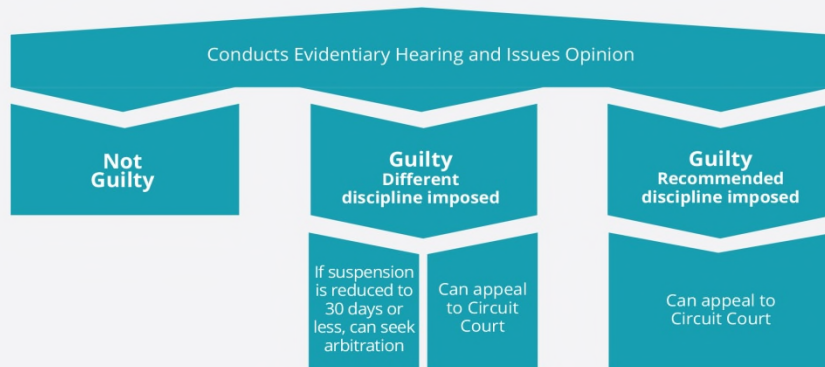 Conducts Evidentiary Hearing and Issues Opinion
Not
Guilty
Guilty
Different
discipline imposed
Guilty
Recommended
discipline imposed
If suspension
is reduced to
30 days or
less, can seek
arbitration
Can appeal
to Circuit
Court
Can appeal to
Circuit Court